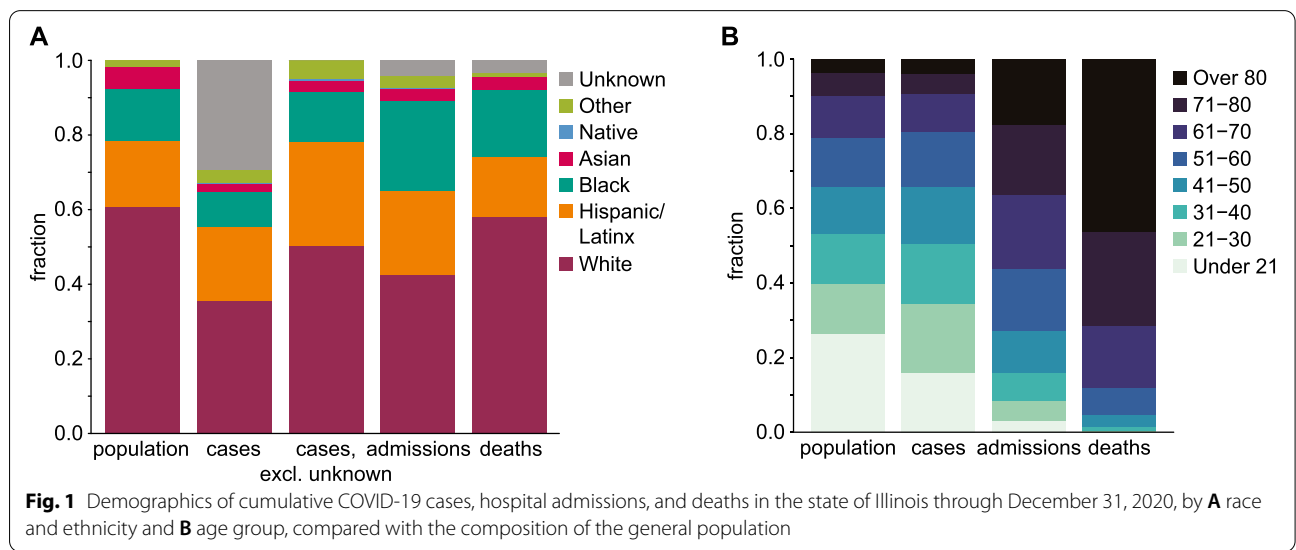 A
1.0
0.8
0.6
0.4
0.2
0.0
fraction
population
cases
cases,
excl. unknown
admissions
deaths
Unknown
Other
Native
Asian
Black
Hispanic/
Latinx
White
B
1.0
0.8
0.6
0.4
0.2
0.0
fraction
population
cases
admissions
deaths
Over 80
71–80
61–70
51–60
41–50
31–40
21–30
Under 21
Fig. 1 Demographics of cumulative COVID-19 cases, hospital admissions, and deaths in the state of Illinois through December 31, 2020, by A race
and ethnicity and B age group, compared with the composition of the general population